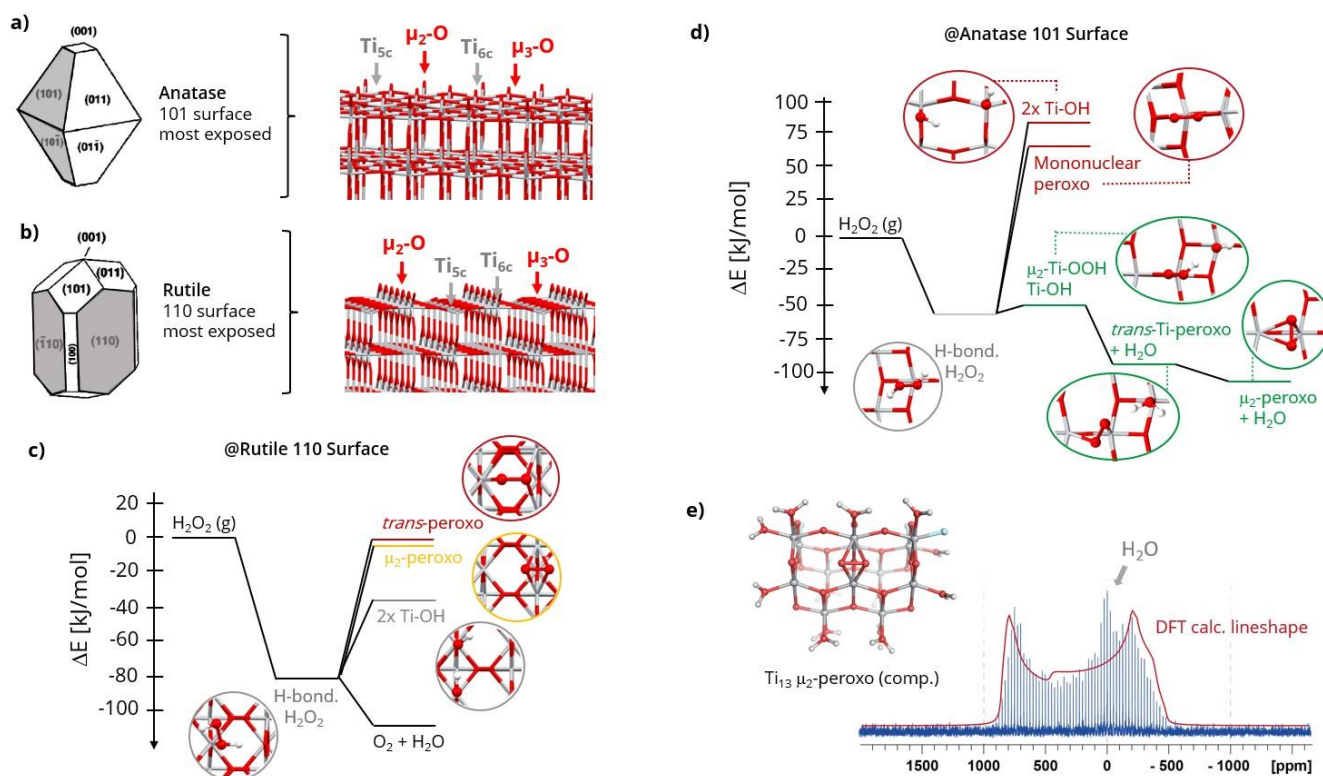 a)
(001)
(101)
(011)
(101̄)
(011̄)
Anatase
101 surface
most exposed
Ti5c
μ2-O
Ti6c
μ3-O
b)
(001)
(011)
(101)
(1̄10)
(100)
(110)
Rutile
110 surface
most exposed
μ2-O
Ti5c
Ti6c
μ3-O
c)
@Rutile 110 Surface
ΔE [kJ/mol]
20
0
-20
-40
-60
-80
-100
H2O2 (g)
H-bond.
H2O2
trans-peroxo
μ2-peroxo
2x Ti-OH
O2 + H2O
d)
@Anatase 101 Surface
ΔE [kJ/mol]
100
75
50
25
0
-25
-50
-75
-100
H2O2 (g)
H-bond.
H2O2
2x Ti-OH
Mononuclear
peroxo
μ2-Ti-OOH
Ti-OH
trans-Ti-peroxo
+ H2O
μ2-peroxo
+ H2O
e)
H2O
DFT calc. lineshape
Ti13 μ2-peroxo (comp.)
1500 1000 500 0 - 500 - 1000 [ppm]